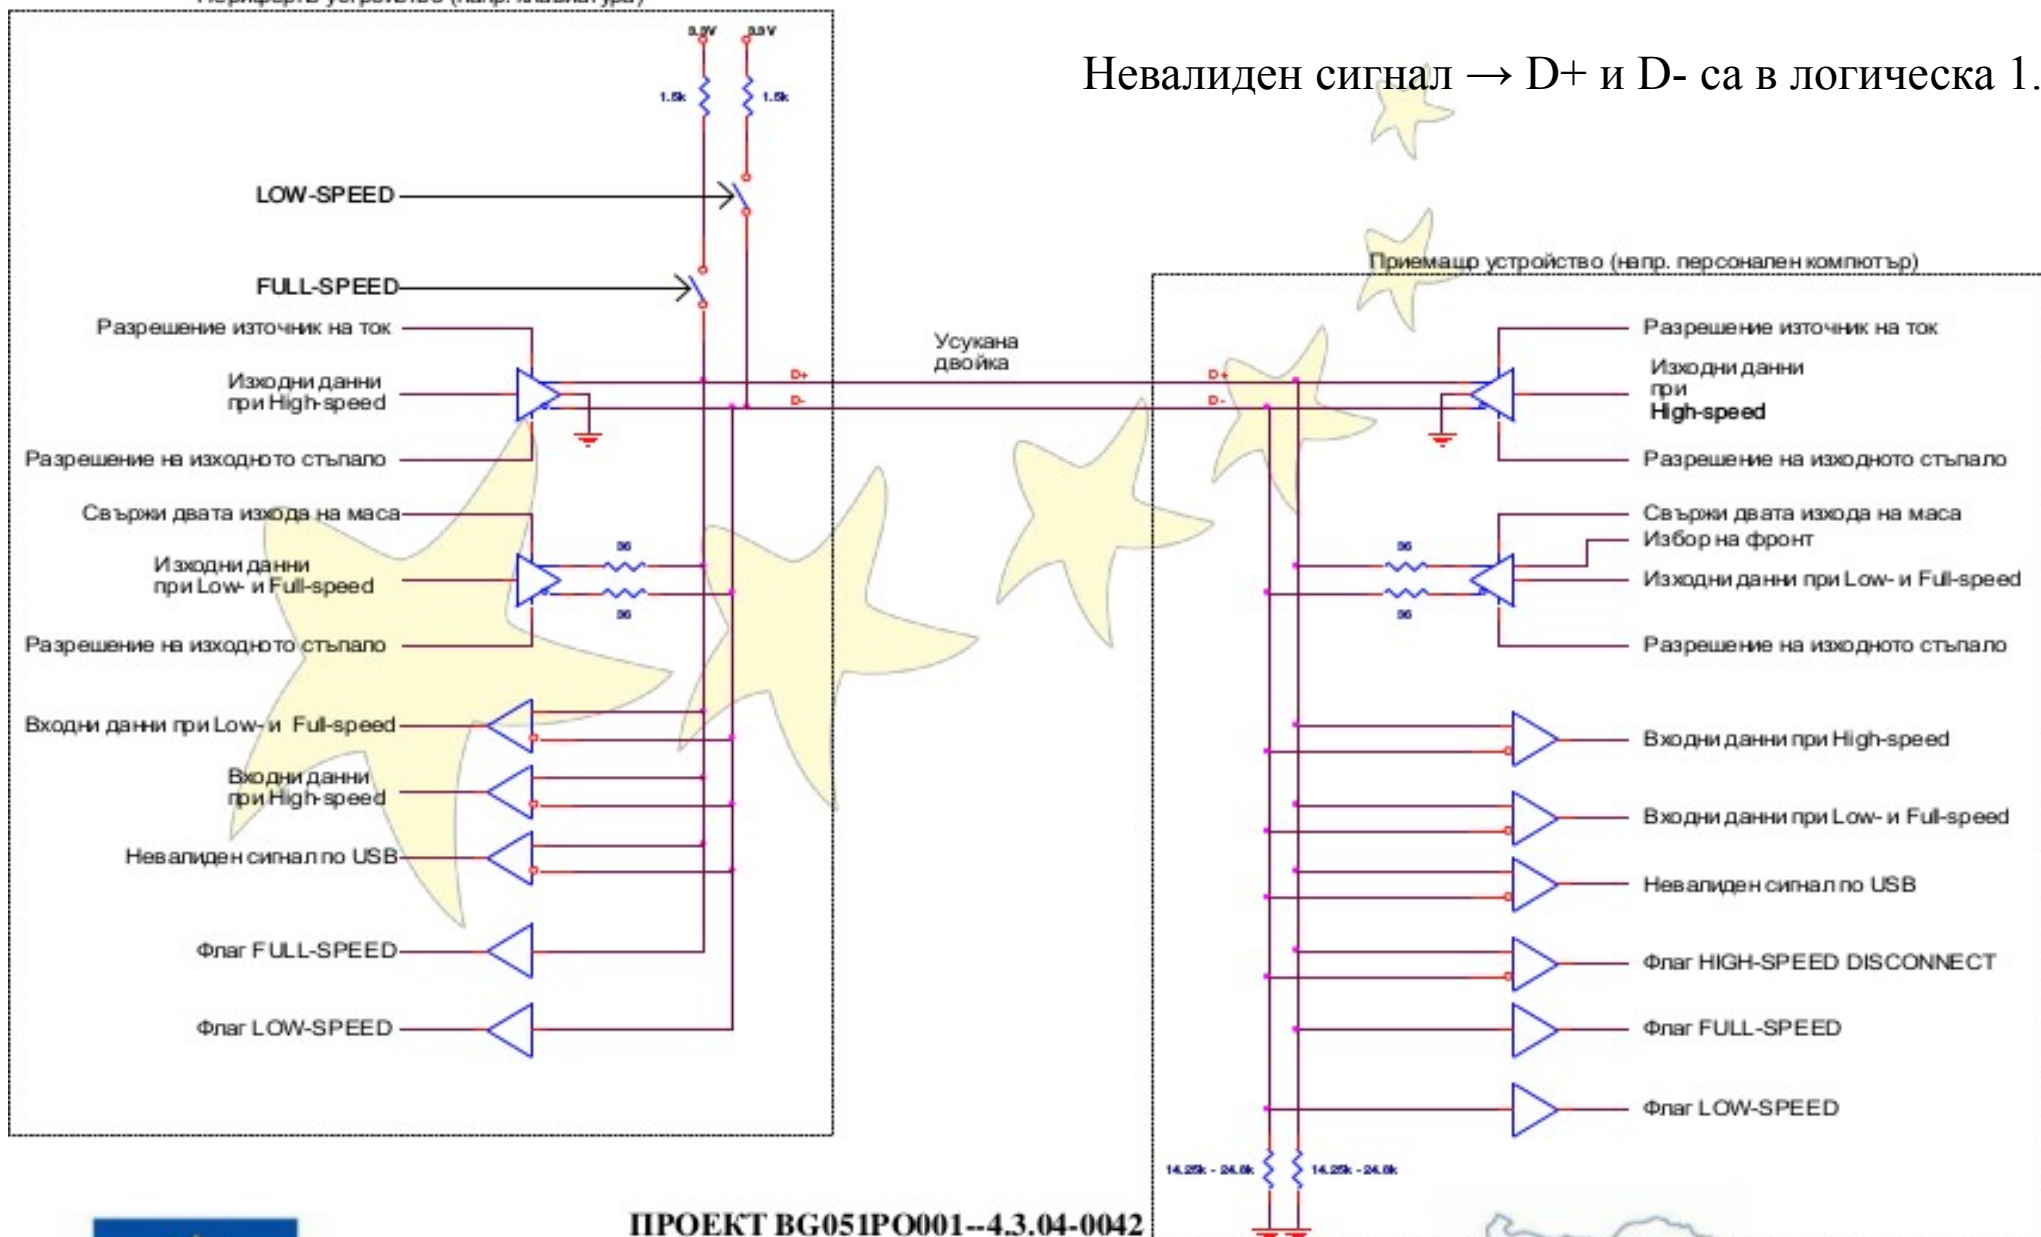 3.3V 3.3V
Невалиден сигнал → D+ и D- са в логическа 1.
1.5k 1.5k
LOW-SPEED
FULL-SPEED
Разрешение източник на ток
Изходни данни
при High-speed
Разрешение на изходното стъпало
Свържи двата изхода на маса
Изходни данни
при Low- и Full-speed
Разрешение на изходното стъпало
36
36
Входни данни при Low- и Full-speed
Входни данни
при High-speed
Невалиден сигнал по USB
Флаг FULL-SPEED
Флаг LOW-SPEED
Усукана
двойка
D+
D-
D+
D-
Приемащо устройство (напр. персонален компютър)
Разрешение източник на ток
Изходни данни
при
High-speed
Разрешение на изходното стъпало
Свържи двата изхода на маса
Избор на фронт
Изходни данни при Low- и Full-speed
Разрешение на изходното стъпало
36
36
Входни данни при High-speed
Входни данни при Low- и Full-speed
Невалиден сигнал по USB
Флаг HIGH-SPEED DISCONNECT
Флаг FULL-SPEED
Флаг LOW-SPEED
14.25k - 24.8k 14.25k - 24.8k
ПРОЕКТ BG051PO001--4.3.04-0042